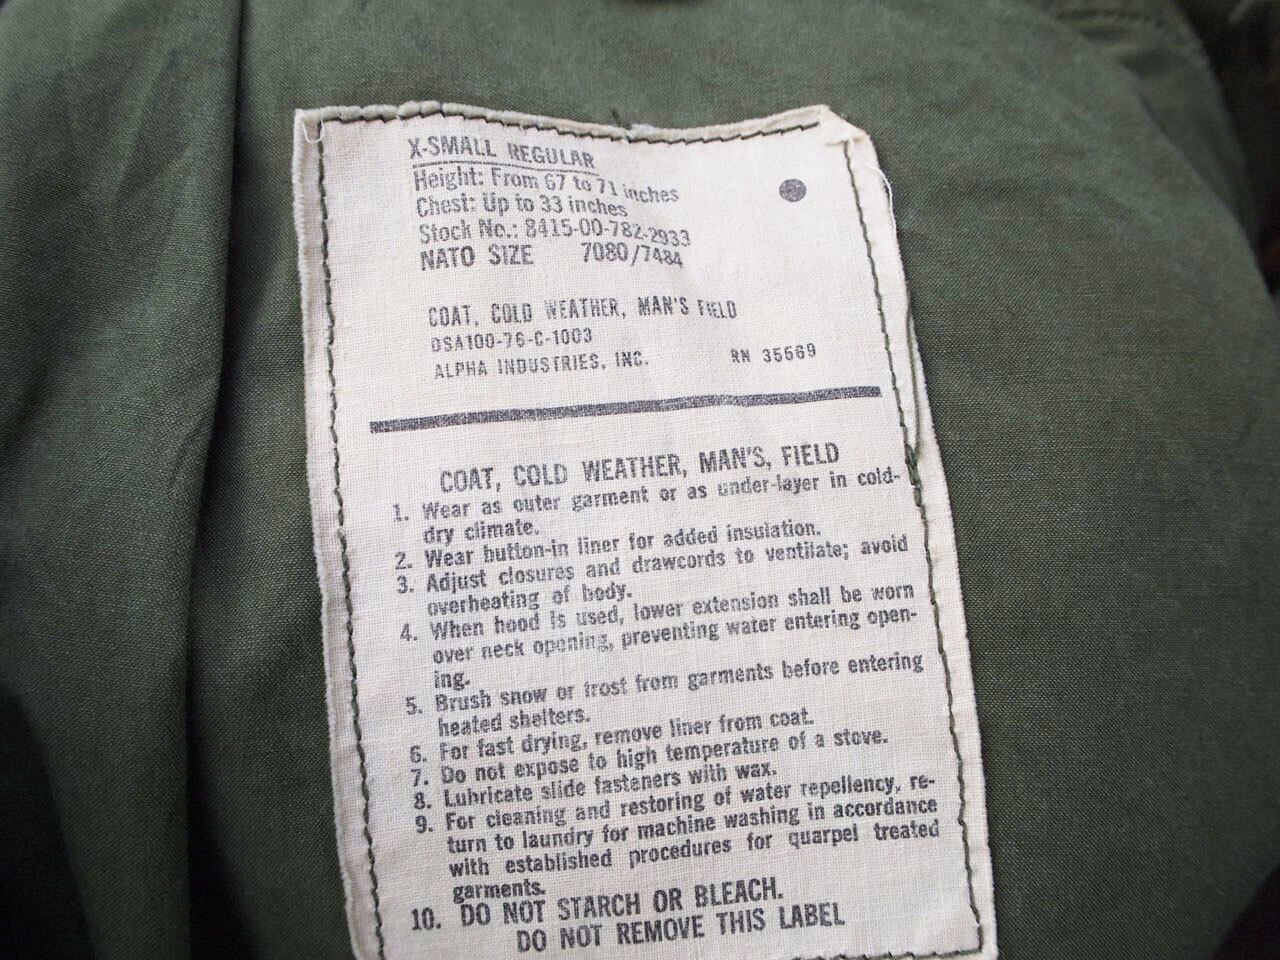 X-SMALL REGULAR
Height: From 67 to 71 inches
Chest: Up to 33 inches
Stock No.: 8415-00-782-2933
NATO SIZE 7080/7484
COAT, COLD WEATHER, MAN'S FIELD
DSA100-76-C-1003
ALPHA INDUSTRIES, INC. RN 35669
COAT, COLD WEATHER, MAN'S, FIELD
1. Wear as outer garment or as under-layer in cold-
dry climate.
2. Wear button-in liner for added insulation.
3. Adjust closures and drawcords to ventilate; avoid
overheating of body.
4. When hood is used, lower extension shall be worn
over neck opening, preventing water entering open-
ing.
5. Brush snow or frost from garments before entering
heated shelters.
6. For fast drying, remove liner from coat.
7. Do not expose to high temperature of a stove.
8. Lubricate slide fasteners with wax.
9. For cleaning and restoring of water repellency, re-
turn to laundry for machine washing in accordance
with established procedures for quarpel treated
garments.
10. DO NOT STARCH OR BLEACH.
DO NOT REMOVE THIS LABEL